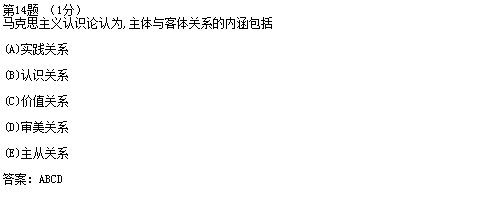 第14题 （1分）
马克思主义认识论认为,主体与客体关系的内涵包括
(A)实践关系
(B)认识关系
(C)价值关系
(D)审美关系
(E)主从关系
答案：ABCD